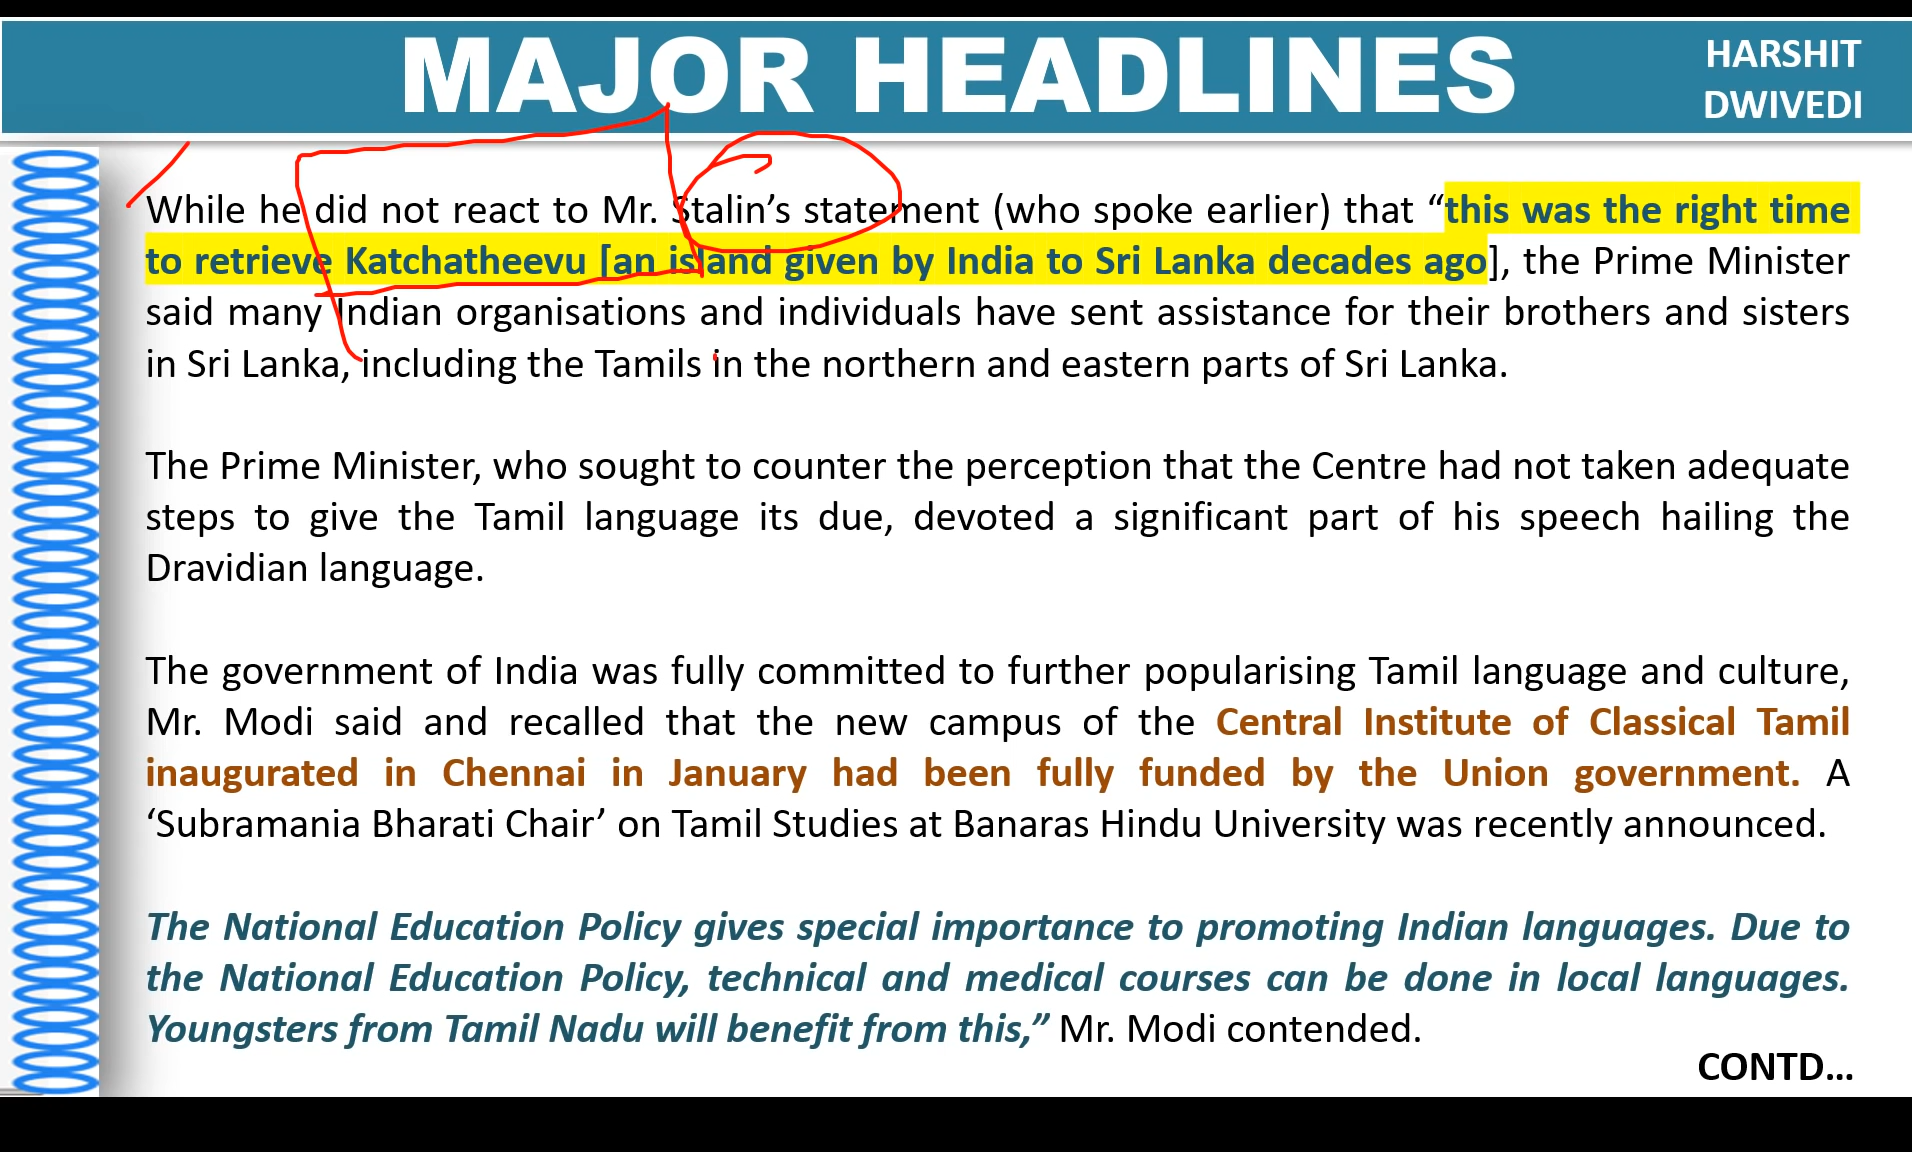 MAJOR HEADLINES
HARSHIT
DWIVEDI
While he did not react to Mr. Stalin’s statement (who spoke earlier) that “this was the right time
to retrieve Katchatheevu [an island given by India to Sri Lanka decades ago], the Prime Minister
said many Indian organisations and individuals have sent assistance for their brothers and sisters
in Sri Lanka, including the Tamils in the northern and eastern parts of Sri Lanka.
The Prime Minister, who sought to counter the perception that the Centre had not taken adequate
steps to give the Tamil language its due, devoted a significant part of his speech hailing the
Dravidian language.
The government of India was fully committed to further popularising Tamil language and culture,
Mr. Modi said and recalled that the new campus of the Central Institute of Classical Tamil
inaugurated in Chennai in January had been fully funded by the Union government. A
‘Subramania Bharati Chair’ on Tamil Studies at Banaras Hindu University was recently announced.
The National Education Policy gives special importance to promoting Indian languages. Due to
the National Education Policy, technical and medical courses can be done in local languages.
Youngsters from Tamil Nadu will benefit from this,” Mr. Modi contended.
CONTD...